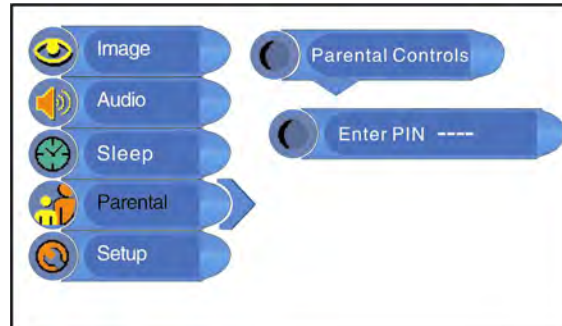 Image
Audio
Sleep
Parental
Setup
Parental Controls
Enter PIN ----